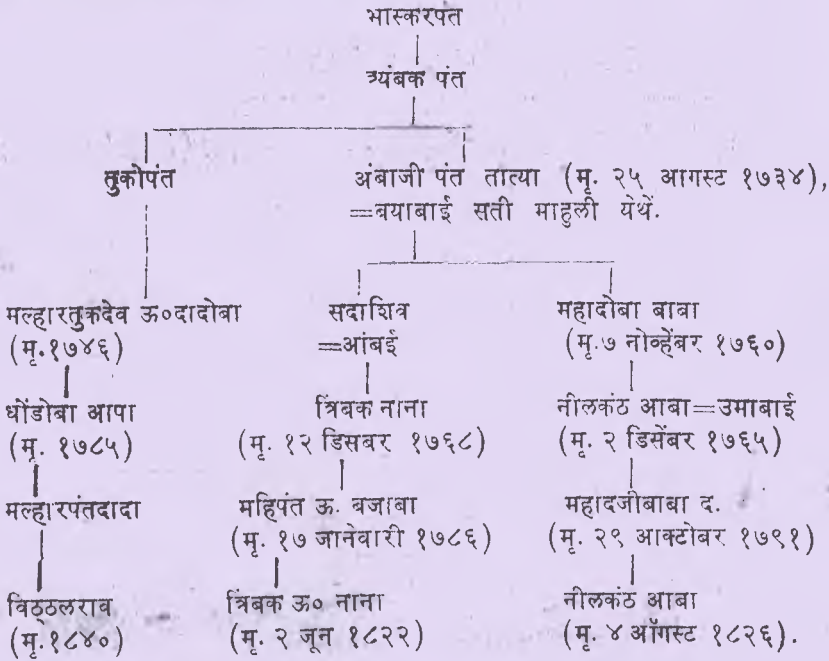 भास्करपंत
त्र्यंबक पंत
तुकोपंत
अंबाजी पंत तात्या (मृ. २५ आगस्ट १७३४),
=बयाबाई सती माहुली येथें.
मल्हारतुकदेव ऊ०दादोबा
(मृ.१७४६)
सदाशिव
=आंबई
महादोबा बाबा
(मृ.७ नोव्हेंबर १७६०)
धोंडोबा आपा
(मृ. १७८५)
त्रिंबक नाना
(मृ. १२ डिसबर १७६८)
नीलकंठ आबा=उमाबाई
(मृ. २ डिसेंबर १७६५)
मल्हारपंतदादा
महिपंत ऊ. बजाबा
(मृ. १७ जानेवारी १७८६)
महादजीबाबा द.
(मृ. २९ आक्टोबर १७९१)
विठ्ठलराव
(मृ.१८४०)
त्रिंबक ऊ० नाना
(मृ. २ जून १८२२)
नीलकंठ आबा
(मृ. ४ ऑगस्ट १८२६).